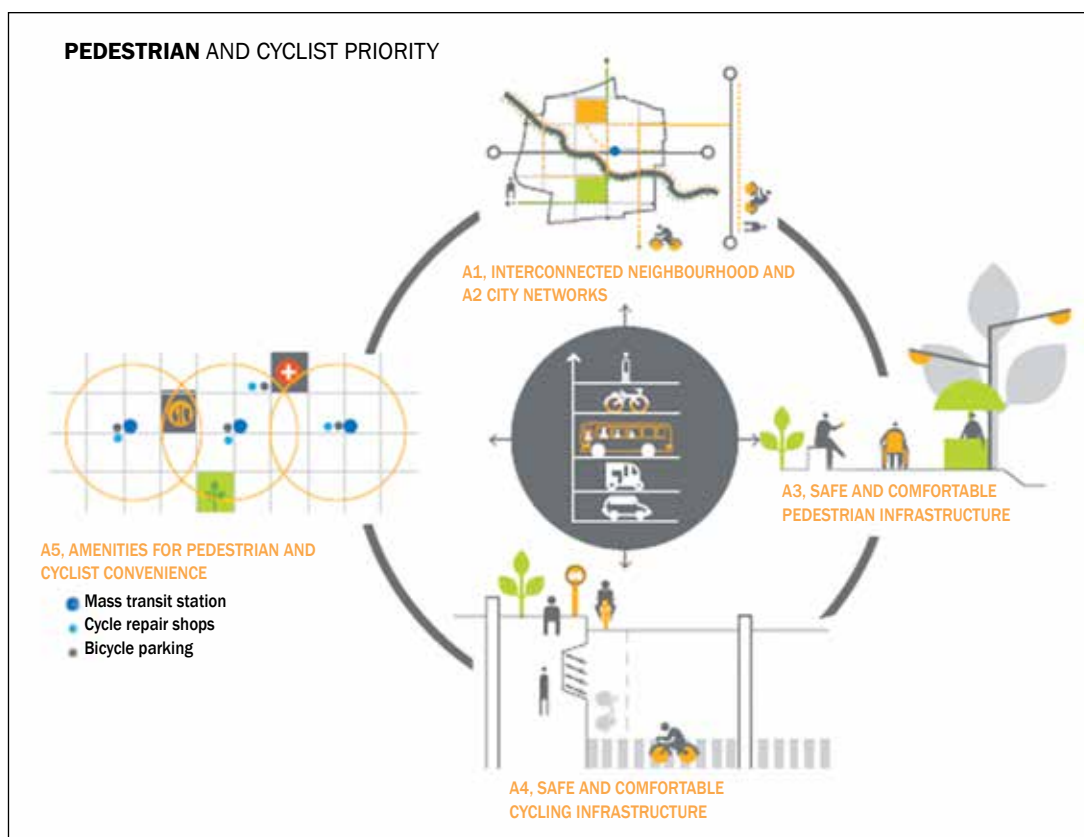 PEDESTRIAN AND CYCLIST PRIORITY
A1, INTERCONNECTED NEIGHBOURHOOD AND
A2 CITY NETWORKS
A3, SAFE AND COMFORTABLE
PEDESTRIAN INFRASTRUCTURE
A5, AMENITIES FOR PEDESTRIAN AND
CYCLIST CONVENIENCE
Mass transit station
Cycle repair shops
Bicycle parking
A4, SAFE AND COMFORTABLE
CYCLING INFRASTRUCTURE